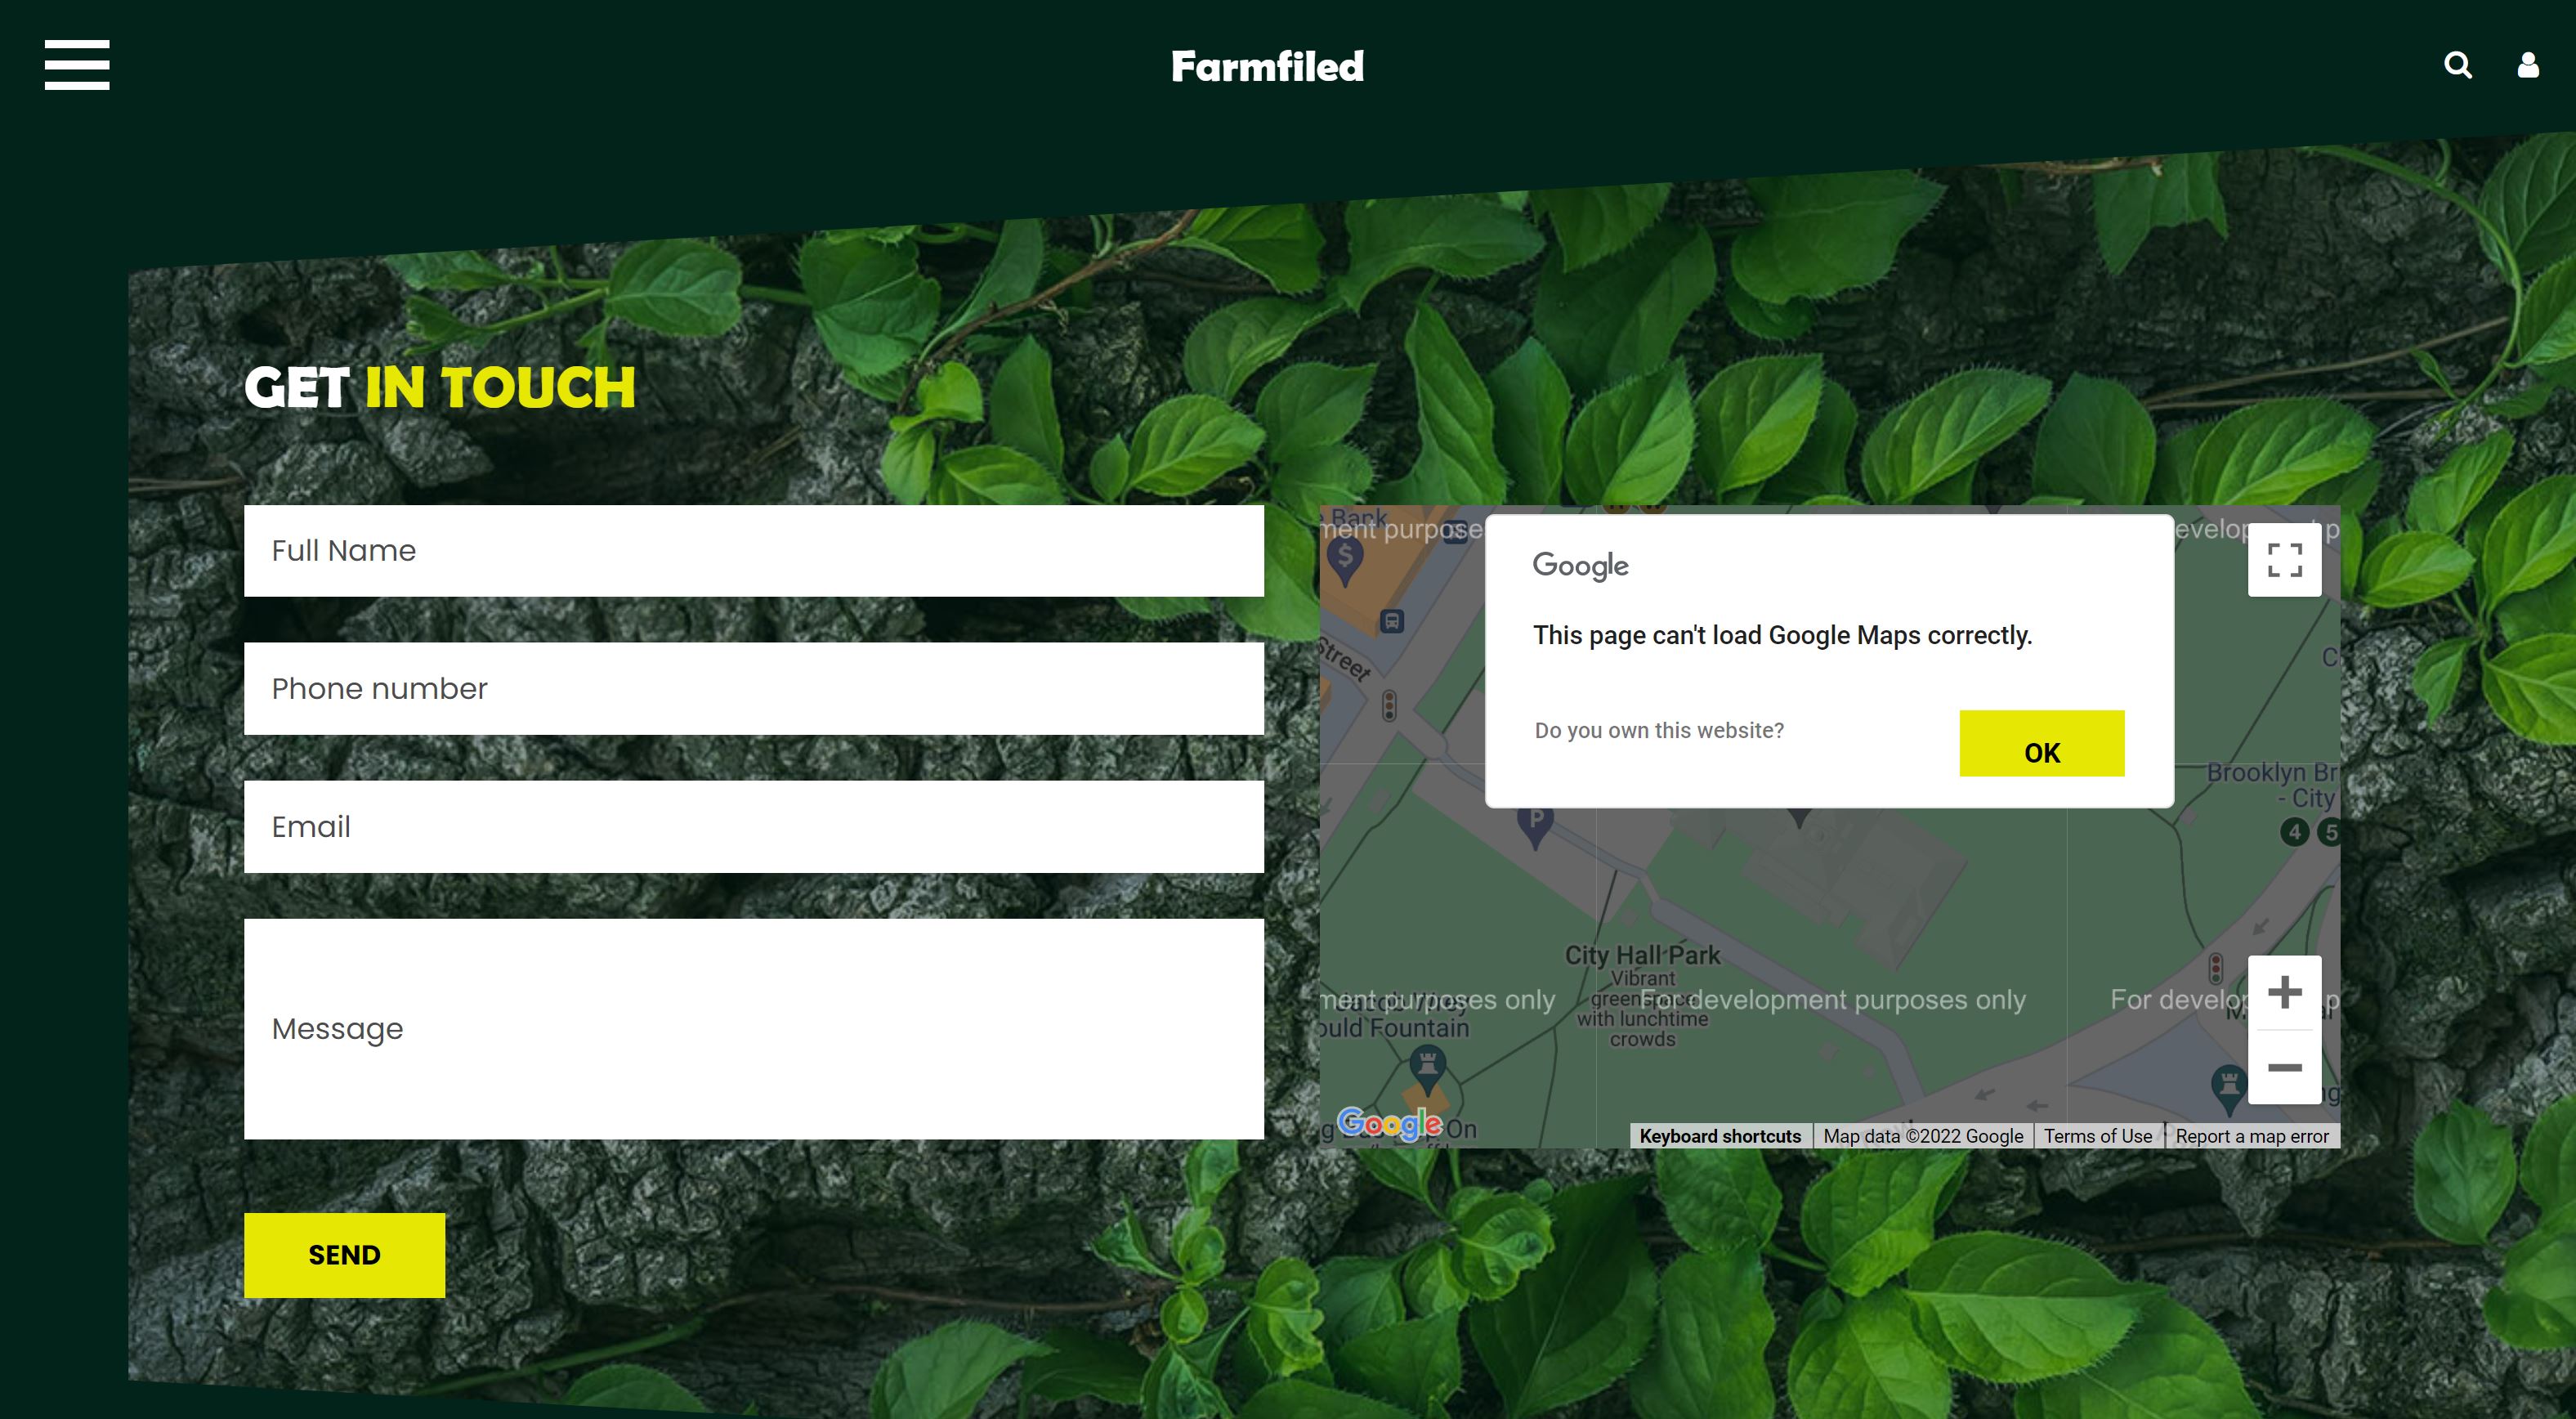 Farmfiled
GET IN TOUCH
Full Name
Phone number
Email
Message
SEND
Bank
ment purpose
Street
Google
This page can't load Google Maps correctly.
Do you own this website?
OK
P
Brooklyn Br
- City
4 5
City Hall Park
Vibrant
greenspace
with lunchtime
crowds
ment purposes only
For development purposes only
For develop
ould Fountain
Google
On
Keyboard shortcuts
Map data ©2022 Google
Terms of Use
Report a map error